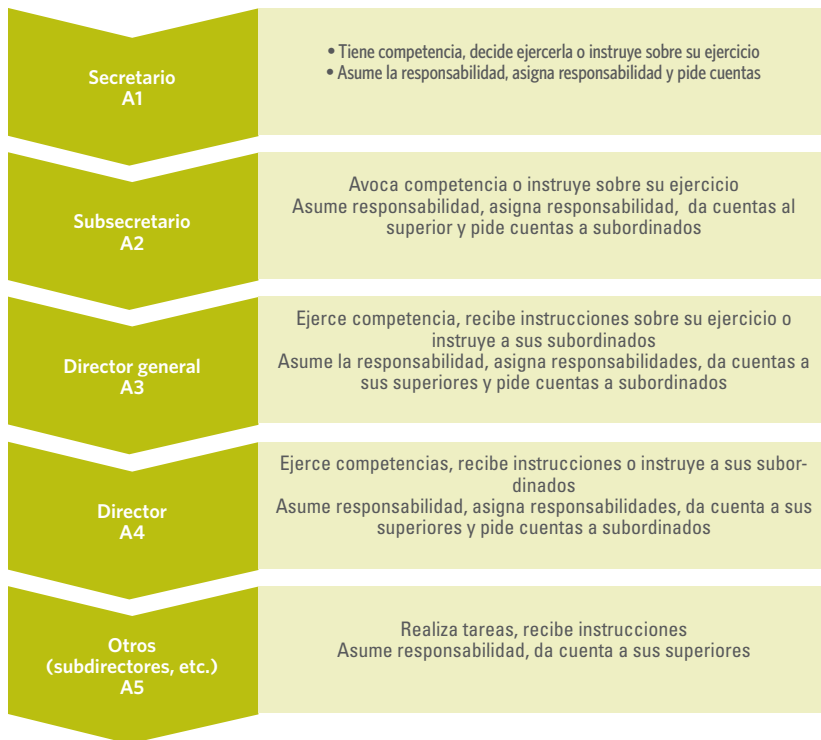 Secretario
A1
• Tiene competencia, decide ejercerla o instruye sobre su ejercicio
• Asume la responsabilidad, asigna responsabilidad y pide cuentas
Subsecretario
A2
Avoca competencia o instruye sobre su ejercicio
Asume responsabilidad, asigna responsabilidad, da cuentas al
superior y pide cuentas a subordinados
Director general
A3
Ejerce competencia, recibe instrucciones sobre su ejercicio o
instruye a sus subordinados
Asume la responsabilidad, asigna responsabilidades, da cuentas a
sus superiores y pide cuentas a subordinados
Director
A4
Ejerce competencias, recibe instrucciones o instruye a sus subor-
dinados
Asume responsabilidad, asigna responsabilidades, da cuenta a sus
superiores y pide cuentas a subordinados
Otros
(subdirectores, etc.)
A5
Realiza tareas, recibe instrucciones
Asume responsabilidad, da cuenta a sus superiores